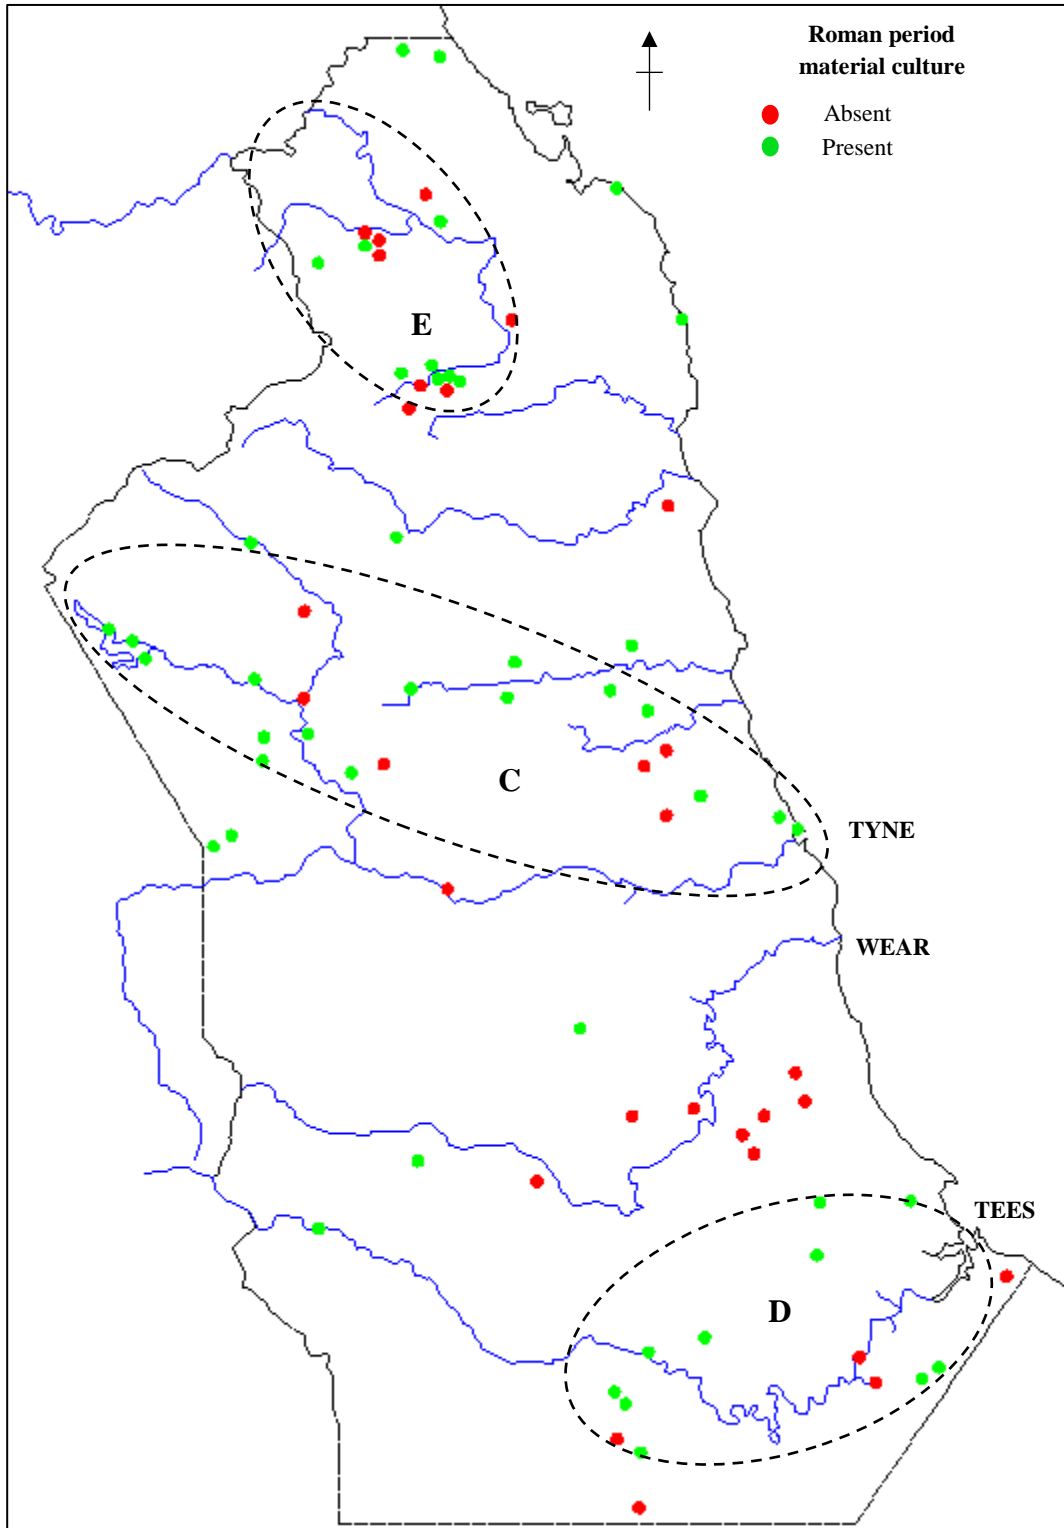 Roman period
material culture
Absent
Present
E
C
TYNE
WEAR
TEES
D